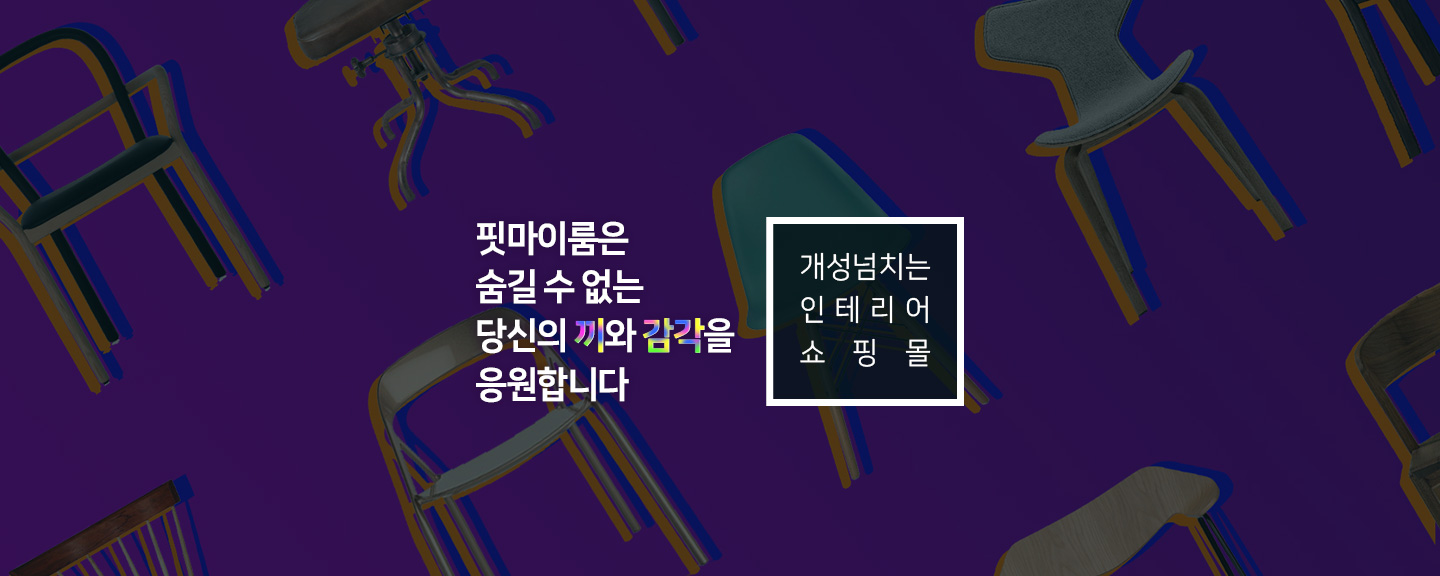 핏마이룸은
숨길 수 없는
당신의 끼와 감각을
응원합니다
개성넘치는
인테리어
쇼핑몰